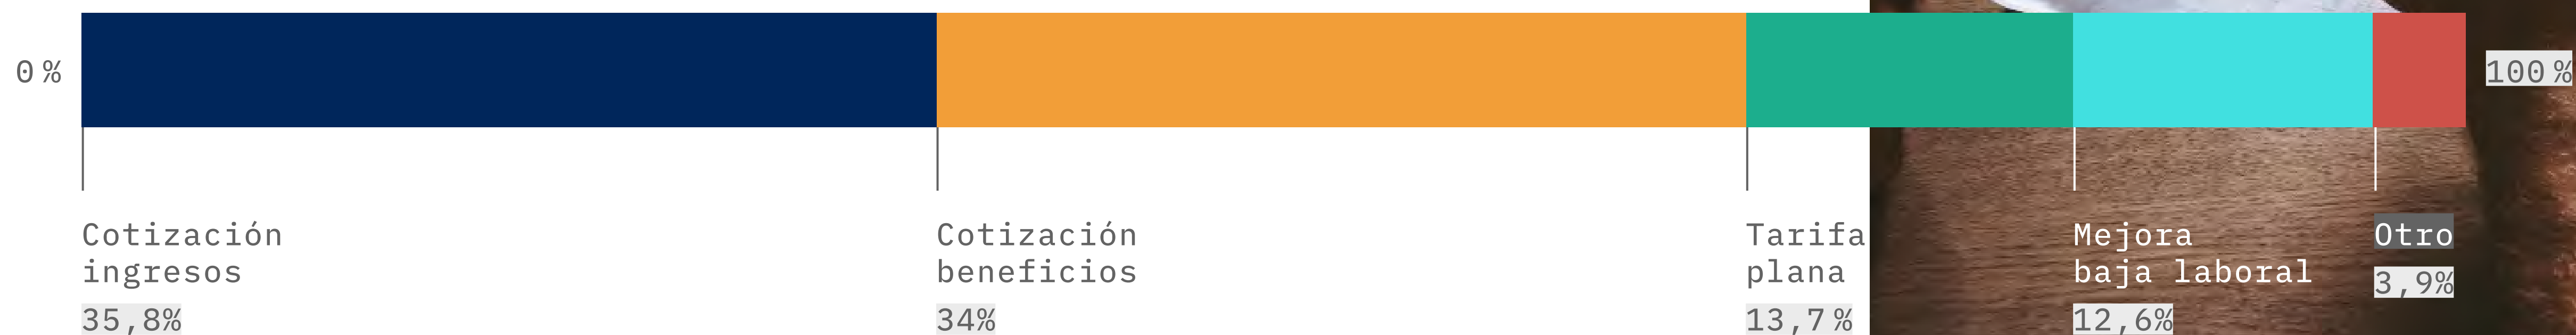 0 %
100 %
Cotización
ingresos
35,8%
Cotización
beneficios
34%
Tarifa
plana
13,7 %
Mejora
baja laboral
12,6%
Otro
3,9%